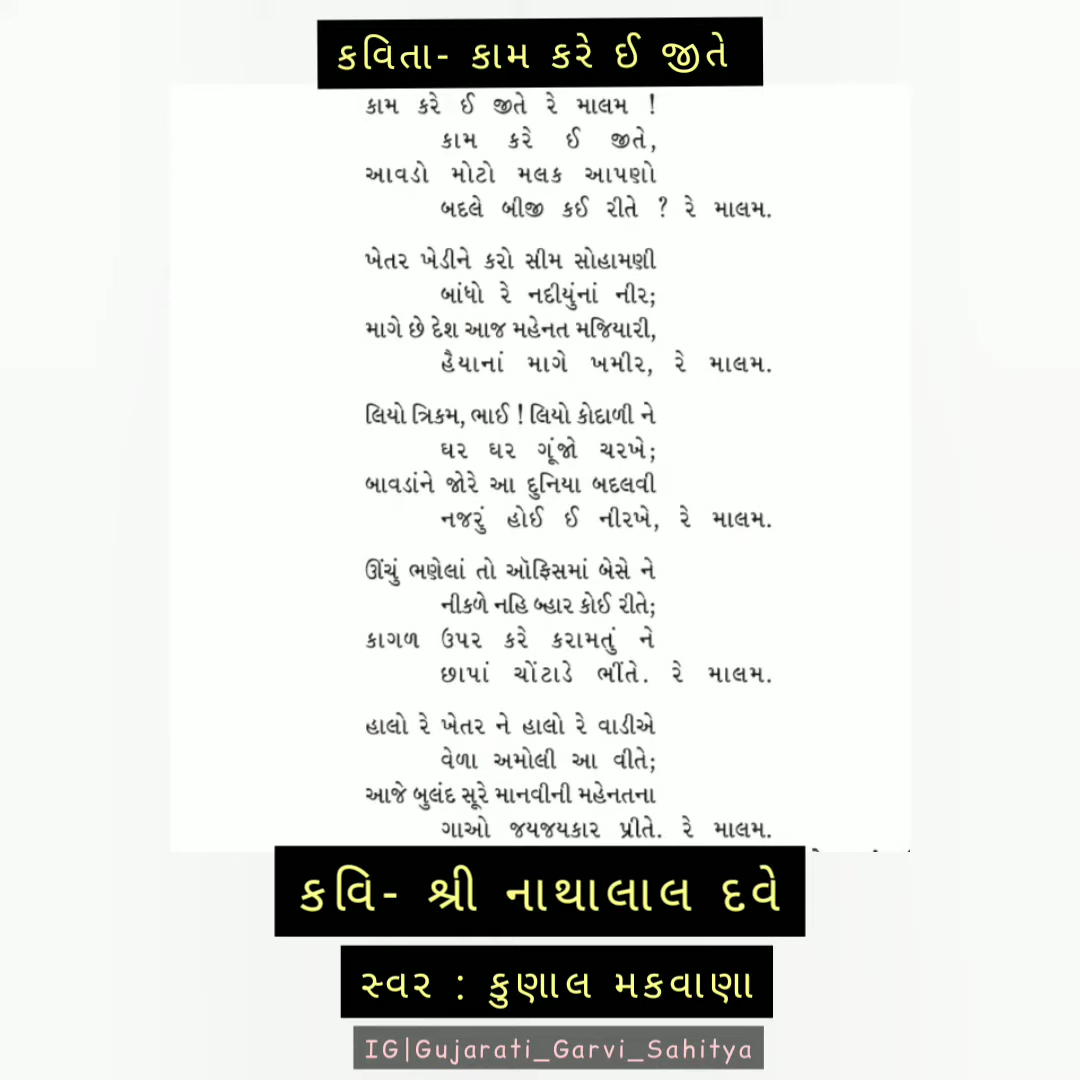 કવિતા- કામ કરે ઈ જીતે
કામ કરે ઈ જીતે રે માલમ !
કામ કરે ઈ જીતે,
આવડો મોટો મલક આપણો
બદલે બીજી કઈ રીતે ? રે માલમ.
ખેતર ખેડીને કરો સીમ સોહામણી
બાંધો રે નદીયુંનાં નીર;
માગે છે દેશ આજ મહેનત મજિયારી,
હૈયાનાં માગે ખમીર, રે માલમ.
લિયો ત્રિકમ, ભાઈ ! લિયો કોદાળી ને
ઘર ઘર ગૂંજો ચરખે;
બાવડાંને જોરે આ દુનિયા બદલવી
નજરું હોઈ ઈ નીરખે, રે માલમ.
ઊંચું ભણેલાં તો ઑફિસમાં બેસે ને
નીકળે નહિ બ્હાર કોઈ રીતે;
કાગળ ઉપર કરે કરામતું ને
છાપાં ચોંટાડે ભીંતે. રે માલમ.
હાલો રે ખેતર ને હાલો રે વાડીએ
વેળા અમોલી આ વીતે;
આજે બુલંદ સૂરે માનવીની મહેનતના
ગાઓ જયજયકાર પ્રીતે. રે માલમ.
કવિ- શ્રી નાથાલાલ દવે
સ્વર : કુણાલ મકવાણા
IG|Gujarati_Garvi_Sahitya